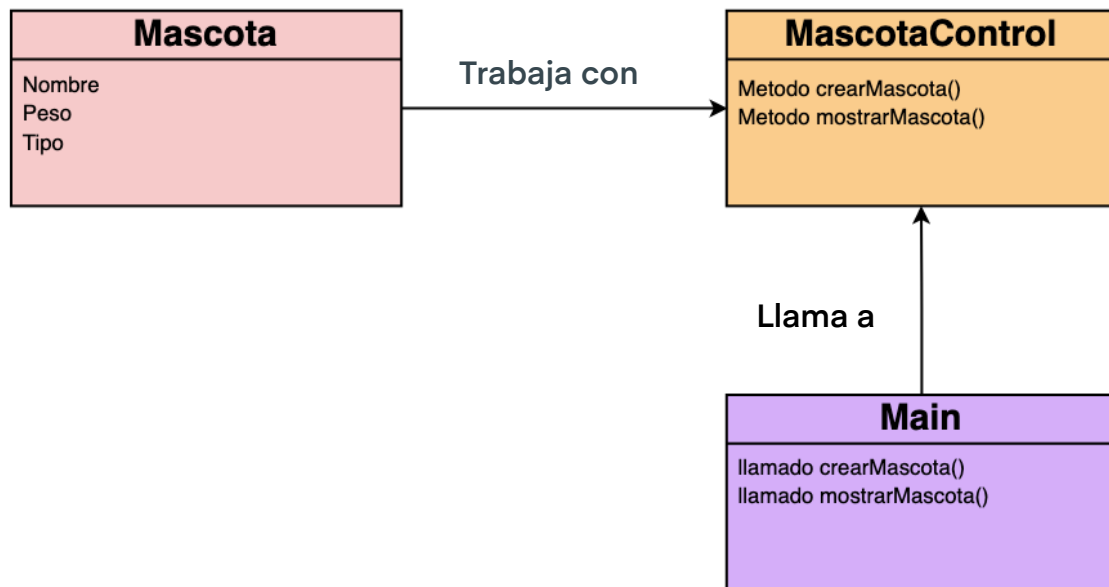 Mascota
Nombre
Peso
Tipo
Trabaja con
MascotaControl
Metodo crearMascota()
Metodo mostrarMascota()
Llama a
Main
llamado crearMascota()
llamado mostrarMascota()